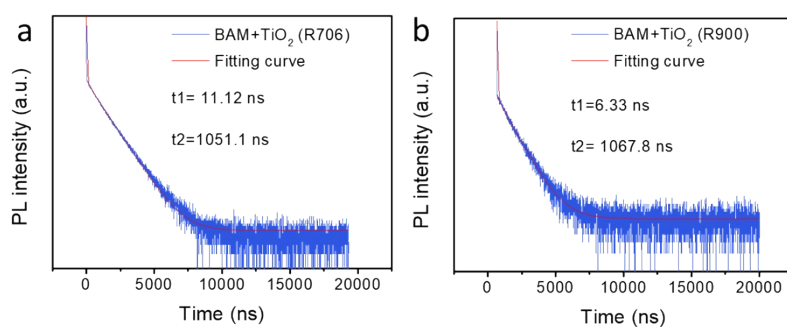 a
BAM+TiO2 (R706)
Fitting curve
t1= 11.12 ns
t2=1051.1 ns
PL intensity (a.u.)
0 5000 10000 15000 20000
Time (ns)
b
BAM+TiO2 (R900)
Fitting curve
t1=6.33 ns
t2= 1067.8 ns
PL intensity (a.u.)
0 5000 10000 15000 20000
Time (ns)